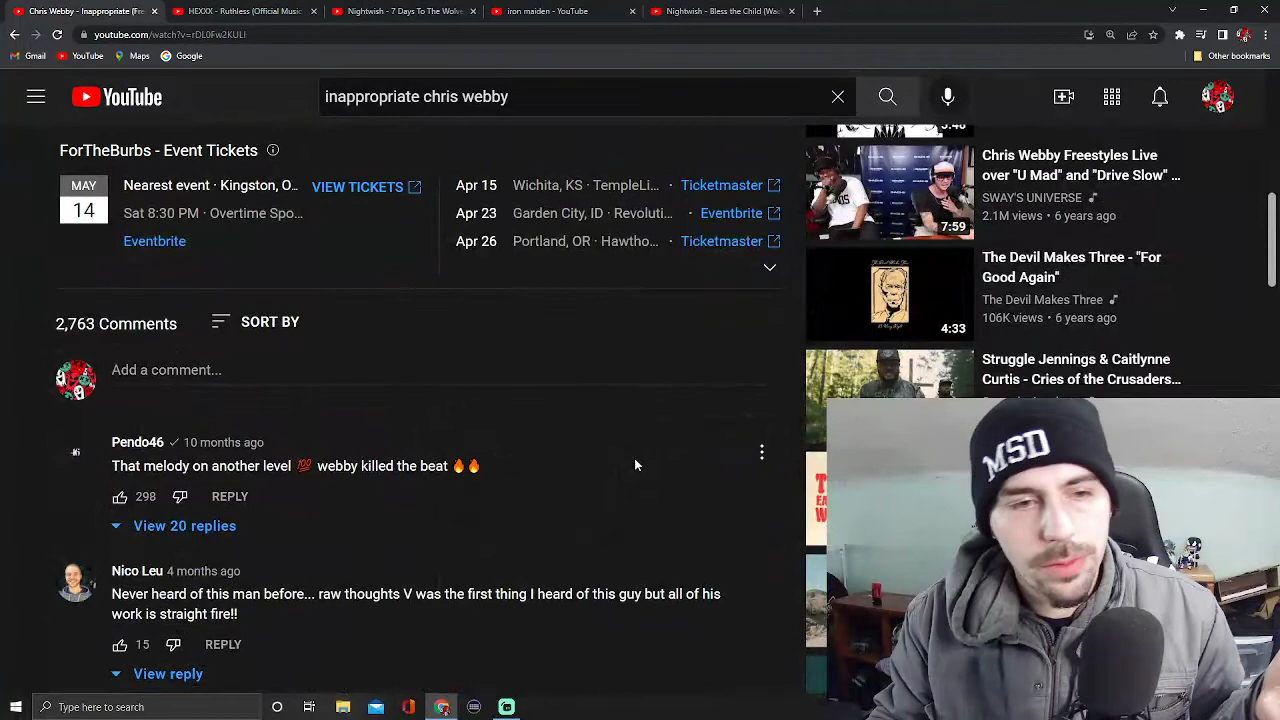 Chris Webby - Inappropriate (Fre
HEXXX - Ruthless (Official Music
Nightwish - 7 Days To The Wolv
iron maiden - YouTube
Nightwish - Bless the Child (We
youtube.com/watch?v=rDL0Fw2KULI
Gmail
YouTube
Maps
Google
Other bookmarks
YouTube
inappropriate chris webby
ForTheBurbs - Event Tickets
MAY
14
Nearest event · Kingston, O...
VIEW TICKETS
Sat 8:30 PM · Overtime Spo...
Eventbrite
Apr 15 Wichita, KS · TempleLi... · Ticketmaster
Apr 23 Garden City, ID · Revoluti... · Eventbrite
Apr 26 Portland, OR · Hawtho... · Ticketmaster
2,763 Comments
SORT BY
Add a comment...
Pendo46 10 months ago
That melody on another level 💯 webby killed the beat 🔥🔥
298
REPLY
View 20 replies
Nico Leu 4 months ago
Never heard of this man before... raw thoughts V was the first thing I heard of this guy but all of his
work is straight fire!!
15
REPLY
View reply
Chris Webby Freestyles Live
over "U Mad" and "Drive Slow" ...
SWAY'S UNIVERSE
2.1M views • 6 years ago
7:59
The Devil Makes Three - "For
Good Again"
The Devil Makes Three
106K views • 6 years ago
4:33
Struggle Jennings & Caitlynne
Curtis - Cries of the Crusaders...
MSD
Type here to search